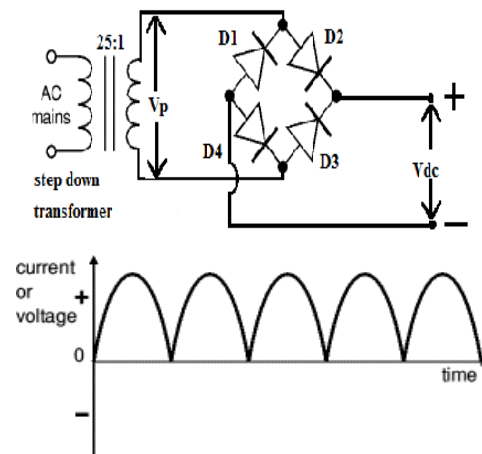 25:1
D1
D2
AC
mains
Vp
+
D4
D3
Vdc
step down
transformer
−
current
or
voltage
+
0
time
−